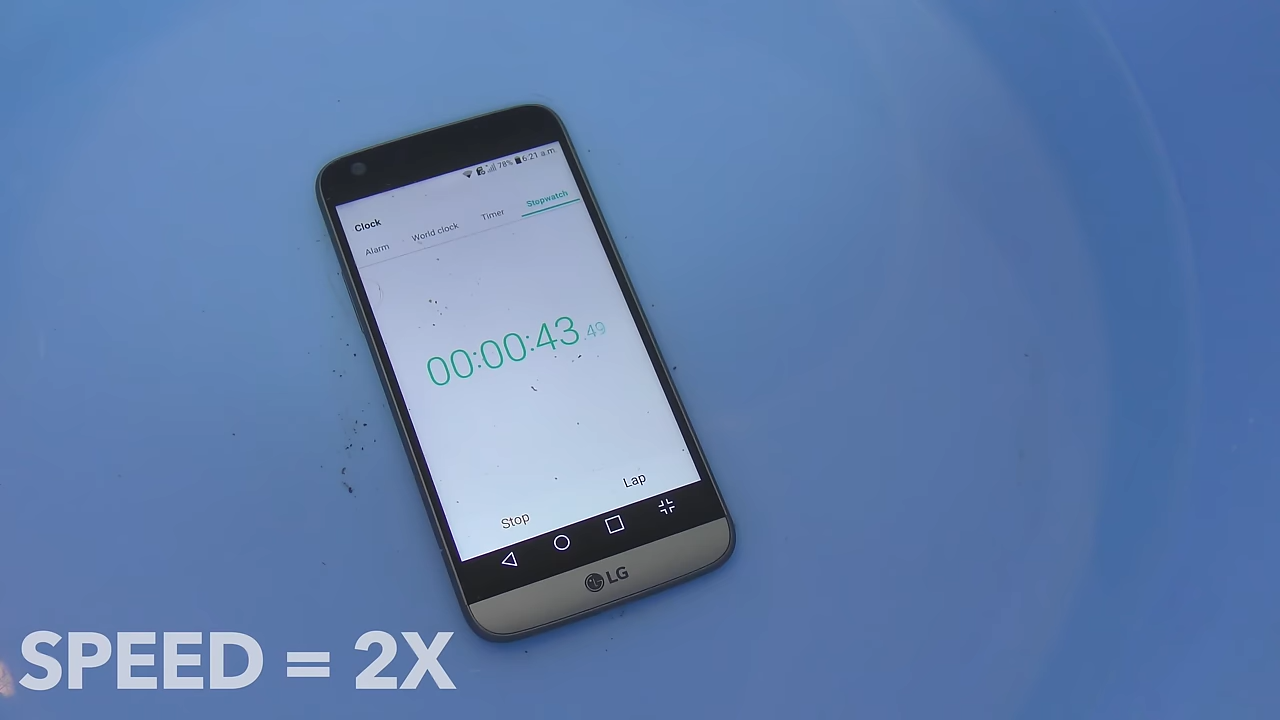 78% 6:21 a.m.
Clock
Alarm World clock Timer Stopwatch
00:00:43.49
Stop Lap
LG
SPEED = 2X